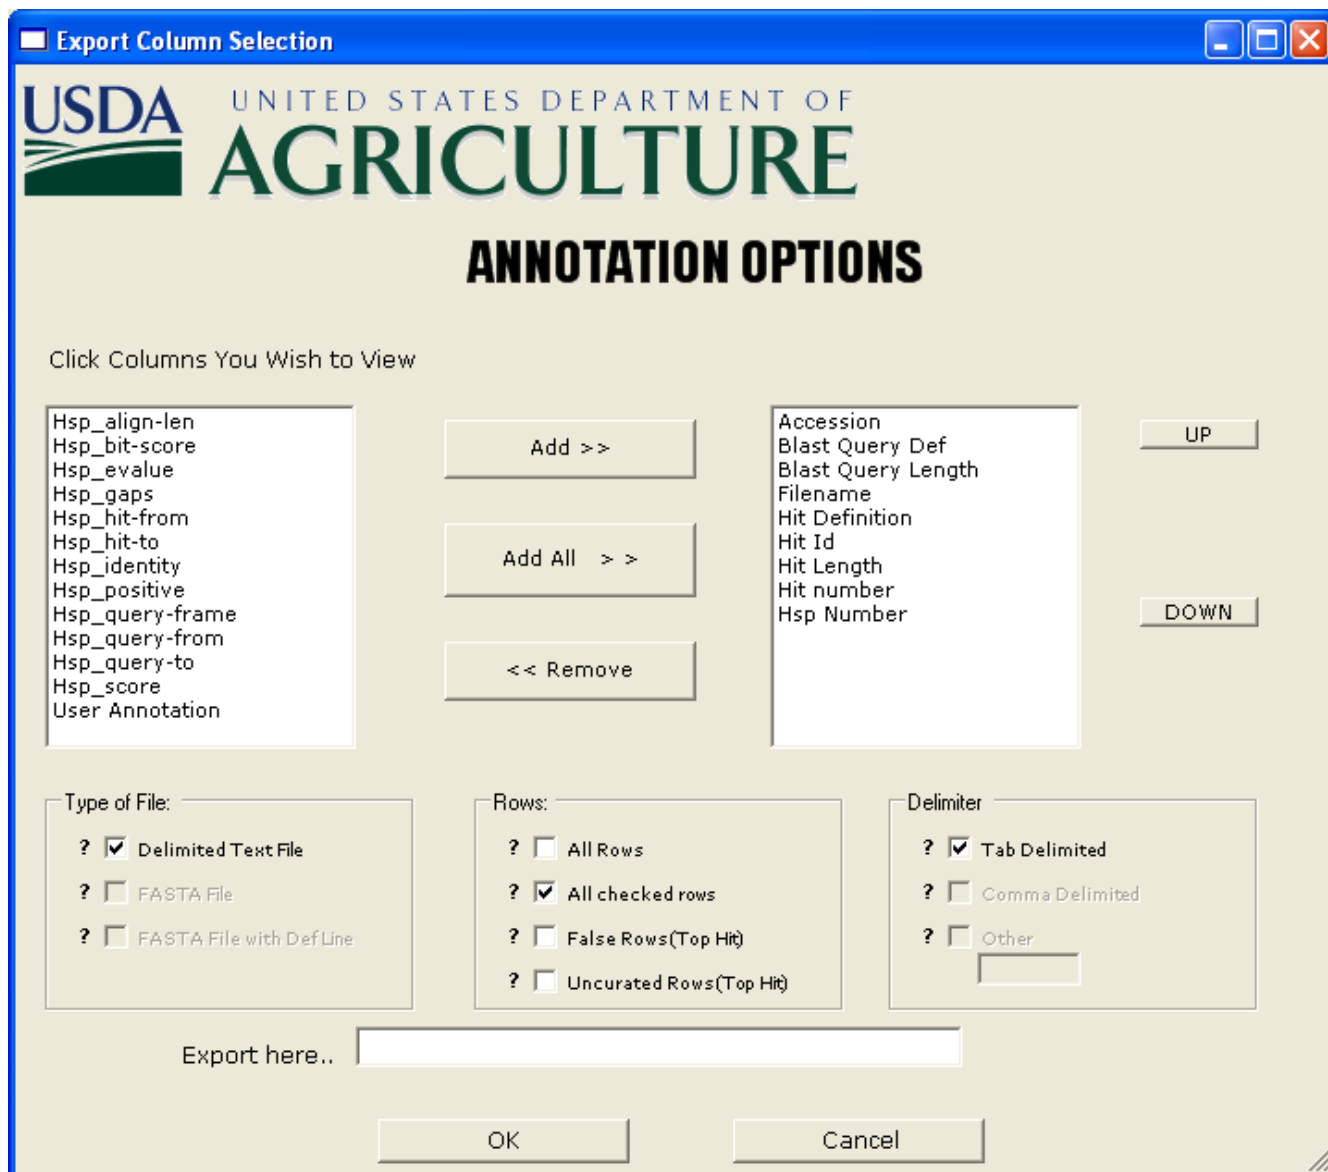 Export Column Selection
USDA
UNITED STATES DEPARTMENT OF
AGRICULTURE
ANNOTATION OPTIONS
Click Columns You Wish to View
Hsp_align-len
Hsp_bit-score
Hsp_evalue
Hsp_gaps
Hsp_hit-from
Hsp_hit-to
Hsp_identity
Hsp_positive
Hsp_query-frame
Hsp_query-from
Hsp_query-to
Hsp_score
User Annotation
Add >>
Add All > >
<< Remove
Accession
Blast Query Def
Blast Query Length
Filename
Hit Definition
Hit Id
Hit Length
Hit number
Hsp Number
UP
DOWN
Type of File:
? Delimited Text File
? FASTA File
? FASTA File with Def Line
Rows:
? All Rows
? All checked rows
? False Rows(Top Hit)
? Uncurated Rows(Top Hit)
Delimiter
? Tab Delimited
? Comma Delimited
? Other
Export here..
OK
Cancel